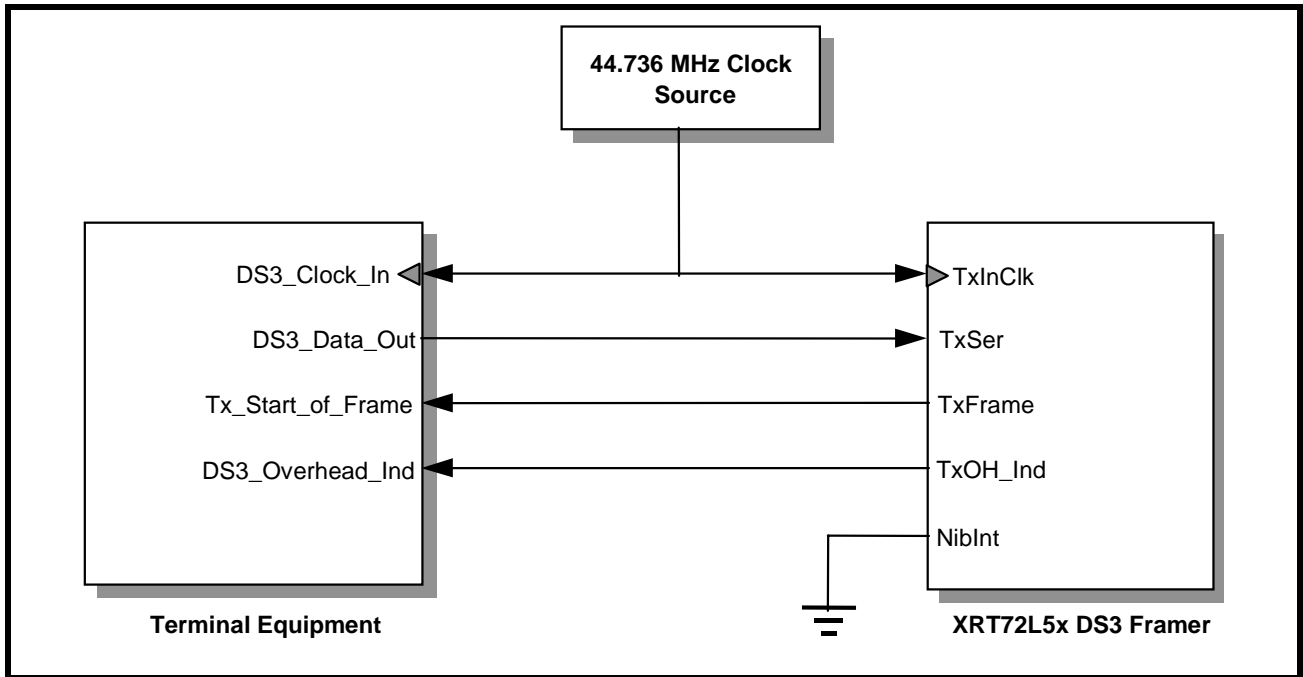 44.736 MHz Clock
Source
DS3_Clock_In
TxInClk
DS3_Data_Out
TxSer
Tx_Start_of_Frame
TxFrame
DS3_Overhead_Ind
TxOH_Ind
NibInt
Terminal Equipment
XRT72L5x DS3 Framer